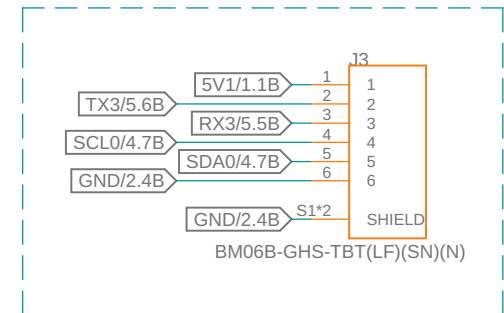 J3
5V1/1.1B 1 1
TX3/5.6B 2 2
RX3/5.5B 3 3
SCL0/4.7B 4 4
SDA0/4.7B 5 5
GND/2.4B 6 6
GND/2.4B S1*2 SHIELD
BM06B-GHS-TBT(LF)(SN)(N)